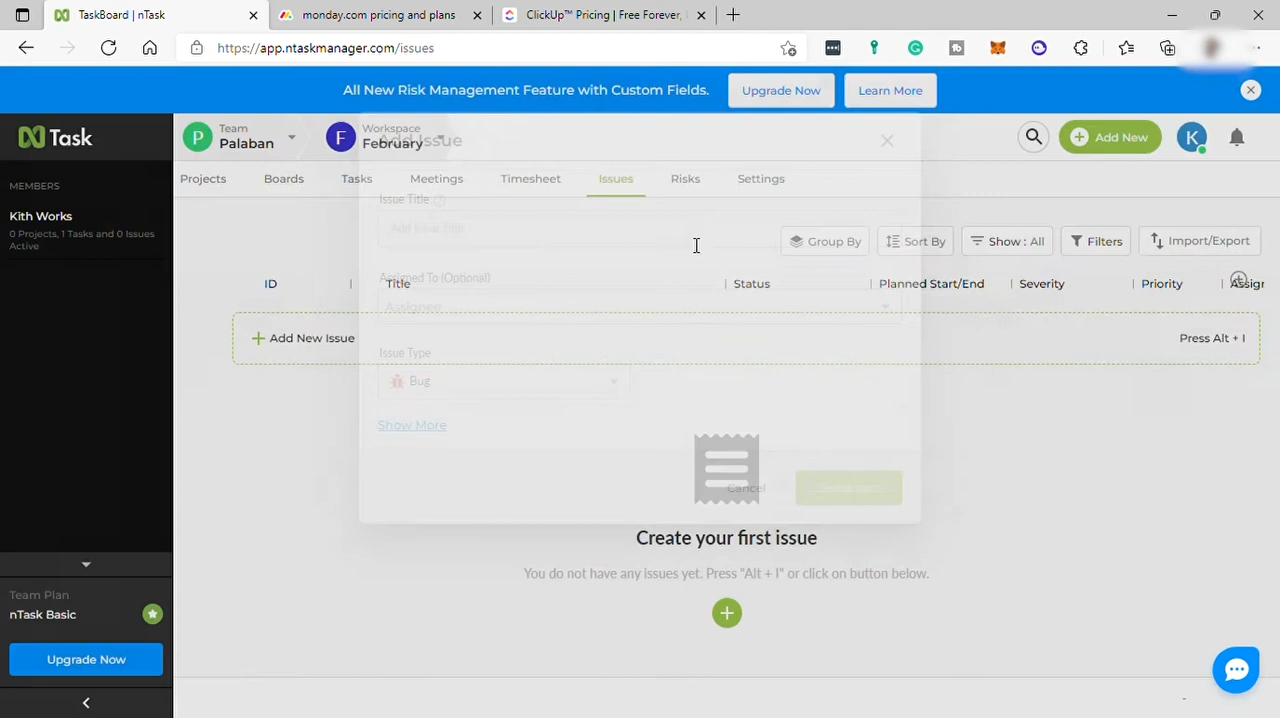 TaskBoard | nTask
monday.com pricing and plans
ClickUp™ Pricing | Free Forever,
https://app.ntaskmanager.com/issues
All New Risk Management Feature with Custom Fields.
Upgrade Now
Learn More
Task
Team
Palaban
Workspace
February
Add New
K
P
F
Add Issue
MEMBERS
Kith Works
0 Projects, 1 Tasks and 0 Issues
Active
Projects
Boards
Tasks
Meetings
Timesheet
Issues
Risks
Settings
Issue Title
Add Issue Title
Group By
Sort By
Show : All
Filters
Import/Export
Assigned To (Optional)
Assignee
ID
Title
Status
Planned Start/End
Severity
Priority
Assign
Add New Issue
Press Alt + I
Issue Type
Bug
Show More
Cancel
Create your first issue
You do not have any issues yet. Press "Alt + I" or click on button below.
Team Plan
nTask Basic
Upgrade Now